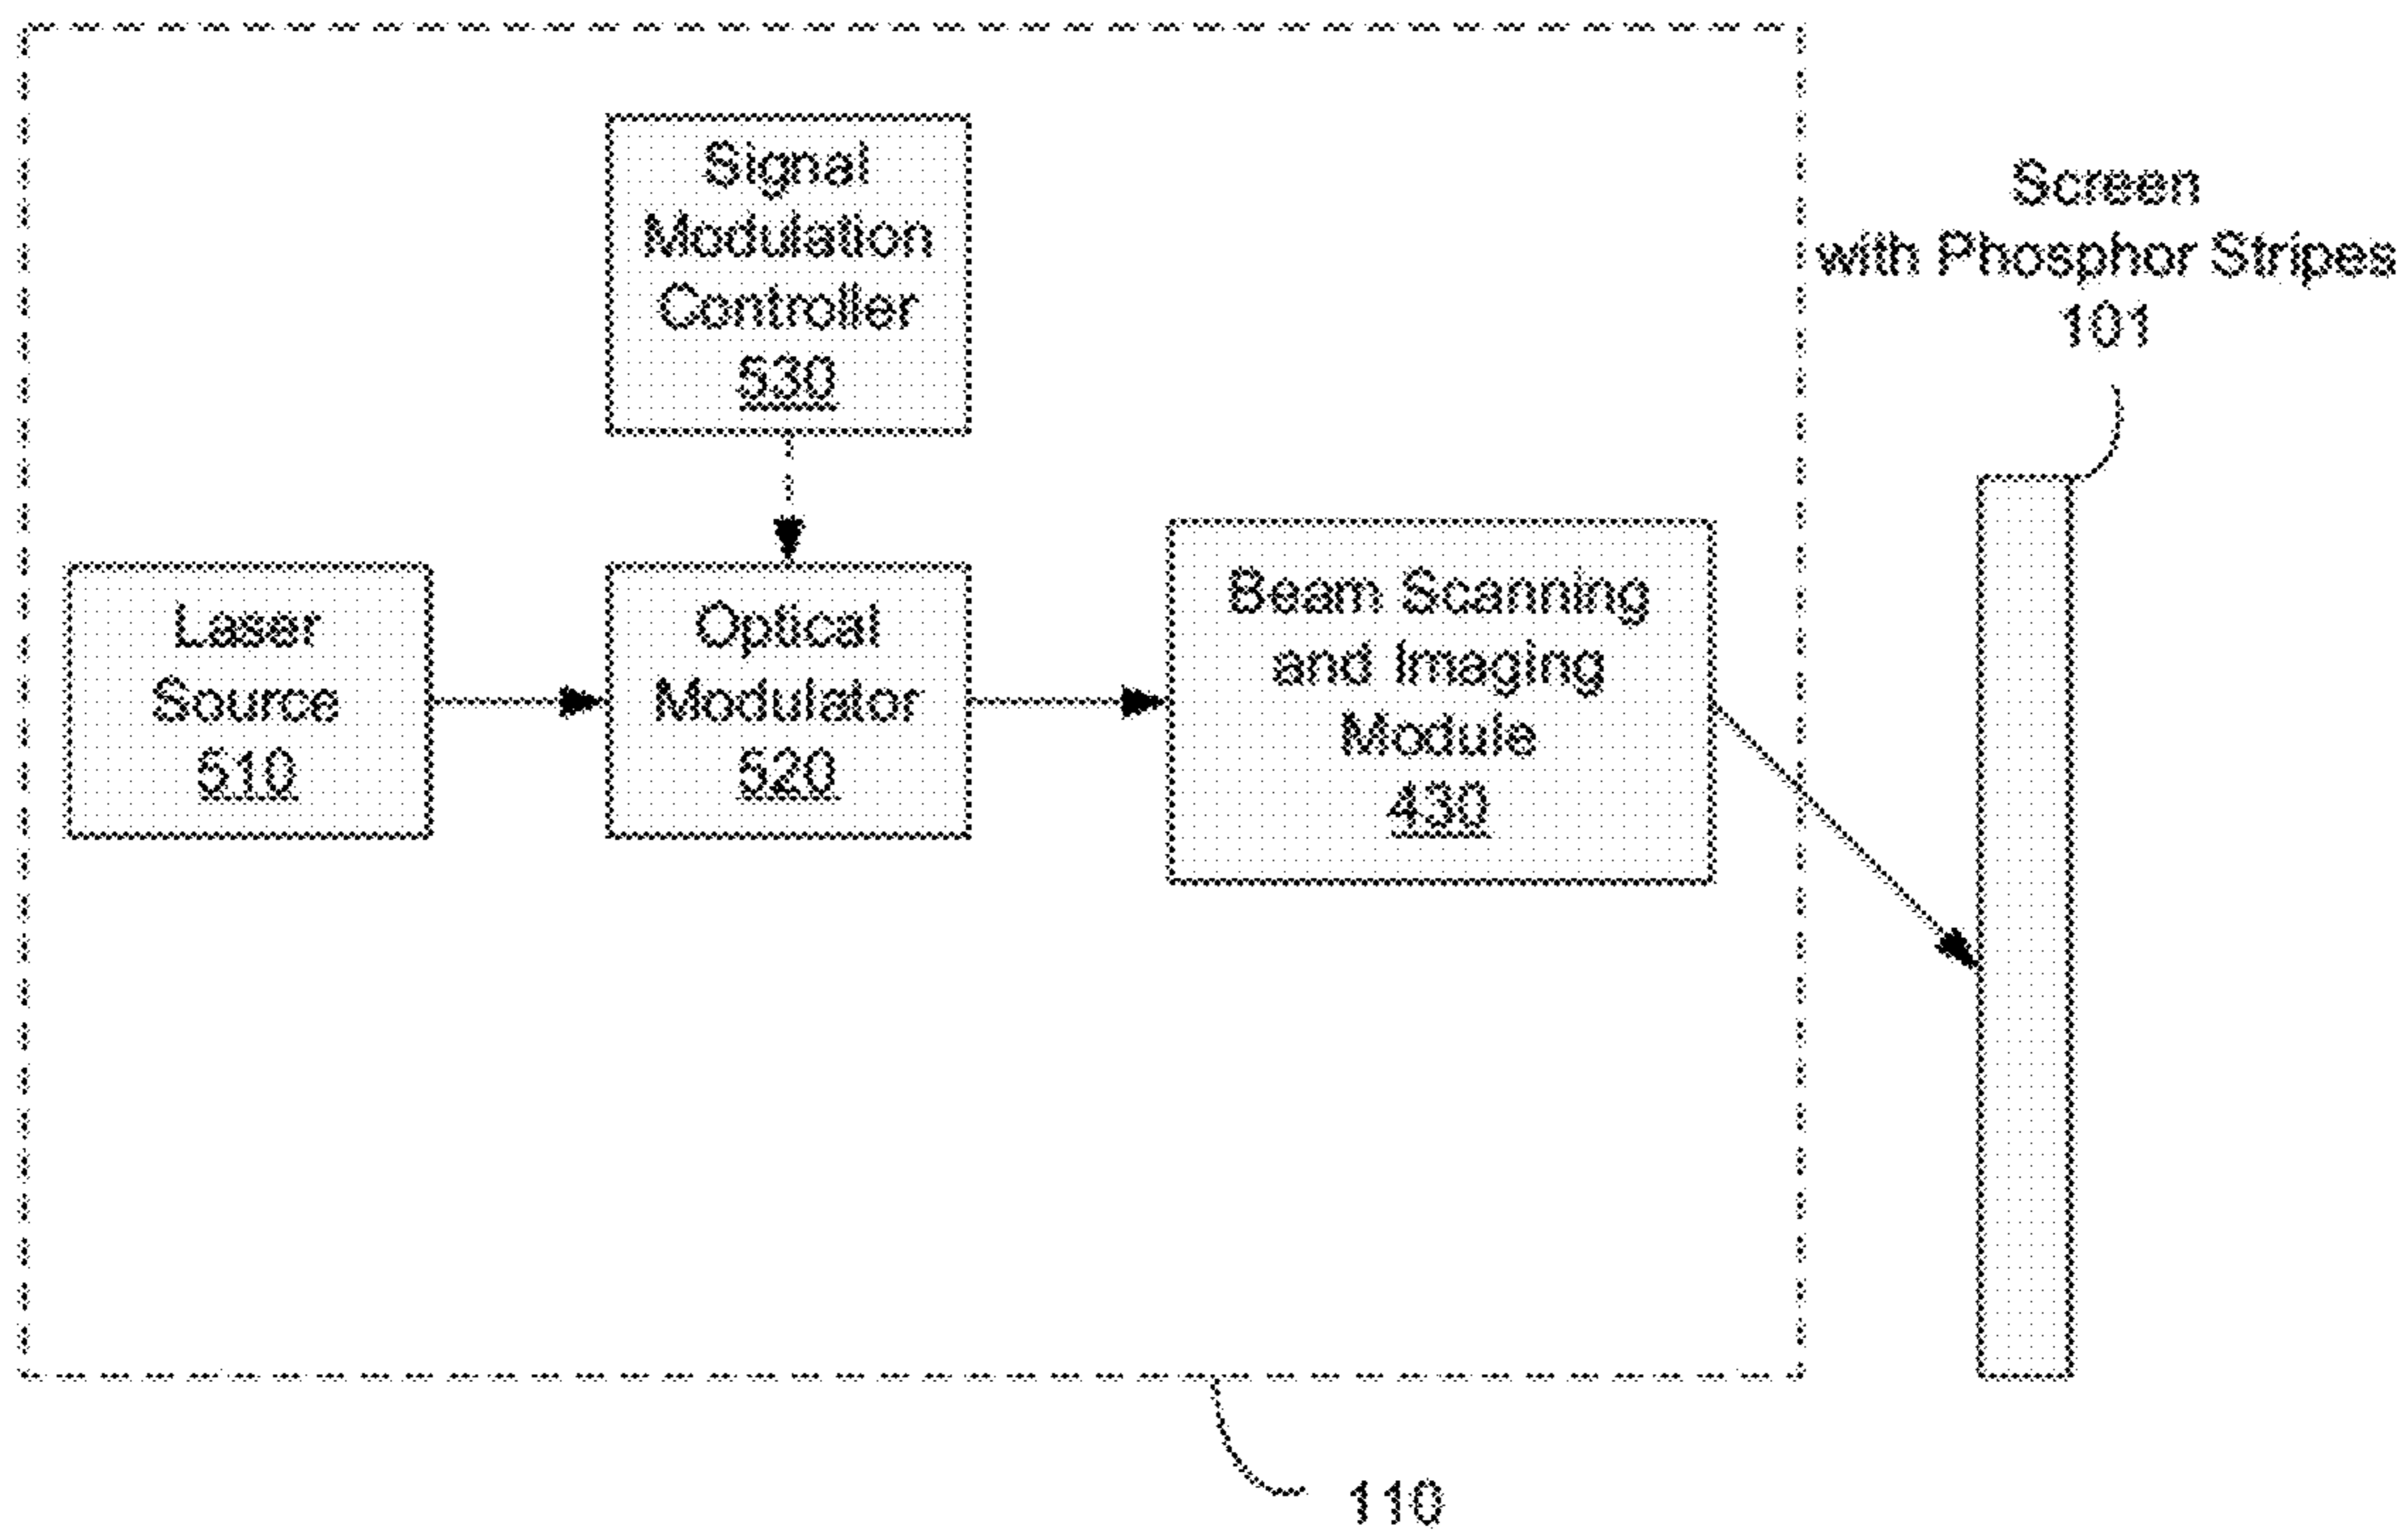 Signal
Modulation
Controller
530
Screen
with Phosphor Stripes
101
Laser
Source
510
Optical
Modulator
520
Beam Scanning
and Imaging
Module
430
110